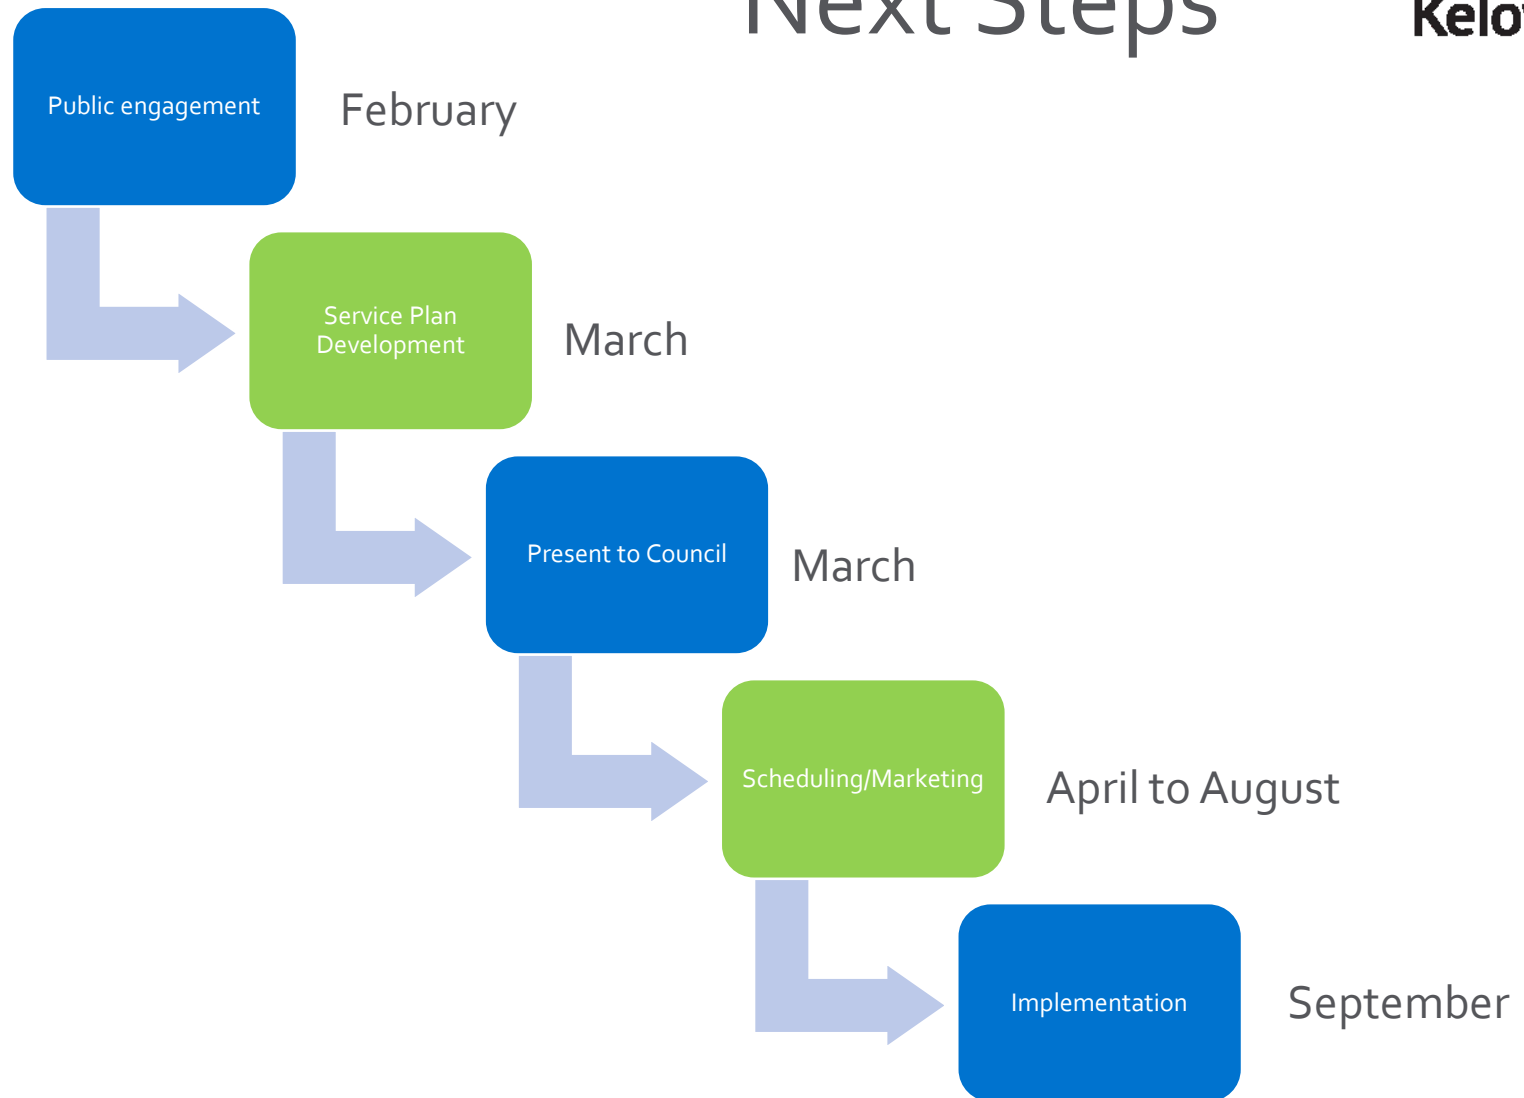 Next Steps
Public engagement
February
Service Plan
Development
March
Present to Council
March
Scheduling/Marketing
April to August
Implementation
September